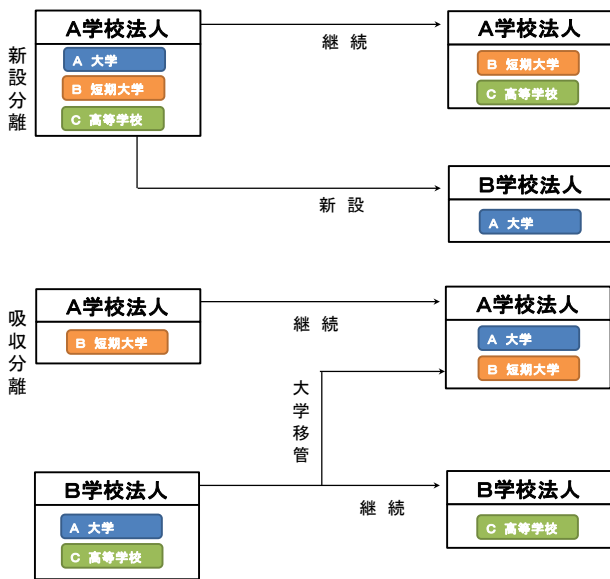 新設分離
A学校法人
A 大学
B 短期大学
C 高等学校
継 続
A学校法人
B 短期大学
C 高等学校
新 設
B学校法人
A 大学
吸収分離
A学校法人
B 短期大学
継 続
A学校法人
A 大学
B 短期大学
大学移管
B学校法人
A 大学
C 高等学校
継 続
B学校法人
C 高等学校